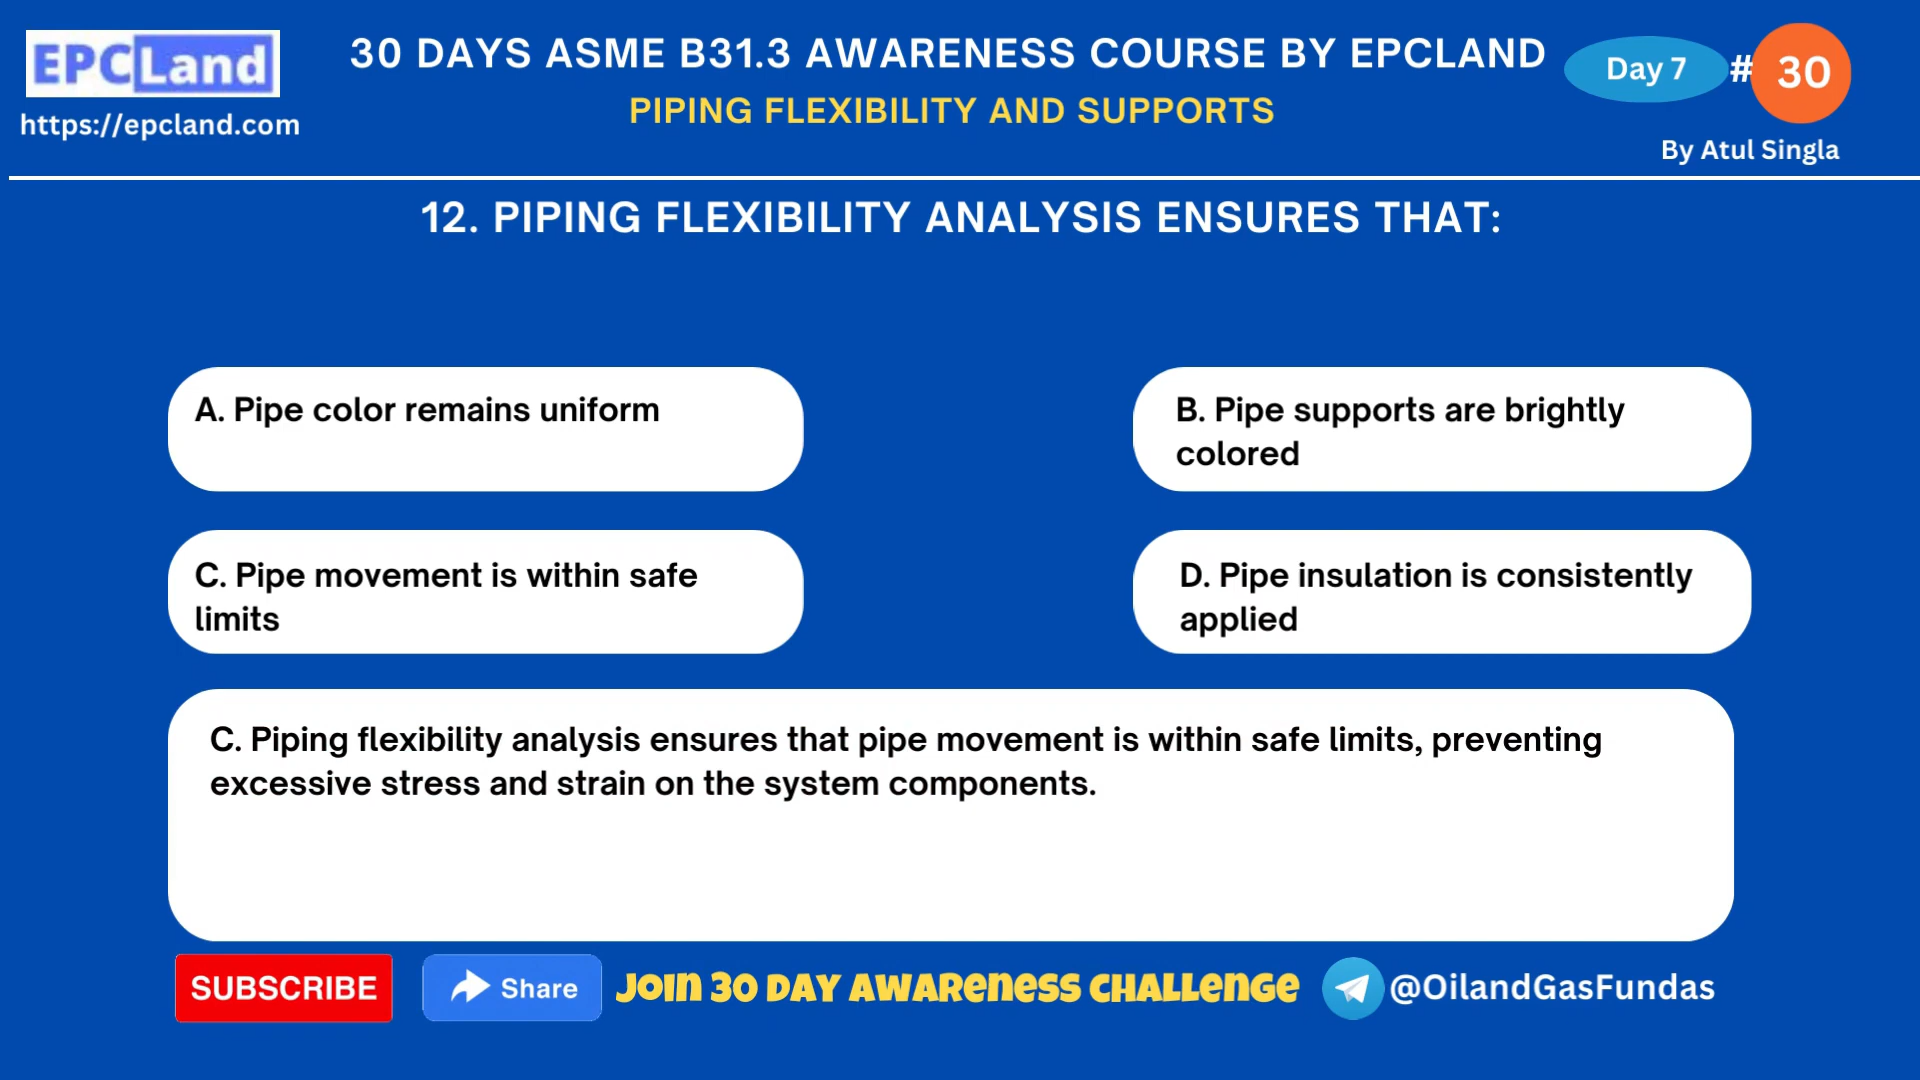 EPCLand
https://epcland.com
30 DAYS ASME B31.3 AWARENESS COURSE BY EPCLAND
PIPING FLEXIBILITY AND SUPPORTS
Day 7 # 30
By Atul Singla
12. PIPING FLEXIBILITY ANALYSIS ENSURES THAT:
A. Pipe color remains uniform
B. Pipe supports are brightly
colored
C. Pipe movement is within safe
limits
D. Pipe insulation is consistently
applied
C. Piping flexibility analysis ensures that pipe movement is within safe limits, preventing
excessive stress and strain on the system components.
SUBSCRIBE
Share
JOIN 30 DAY AWARENESS CHALLENGE
@OilandGasFundas